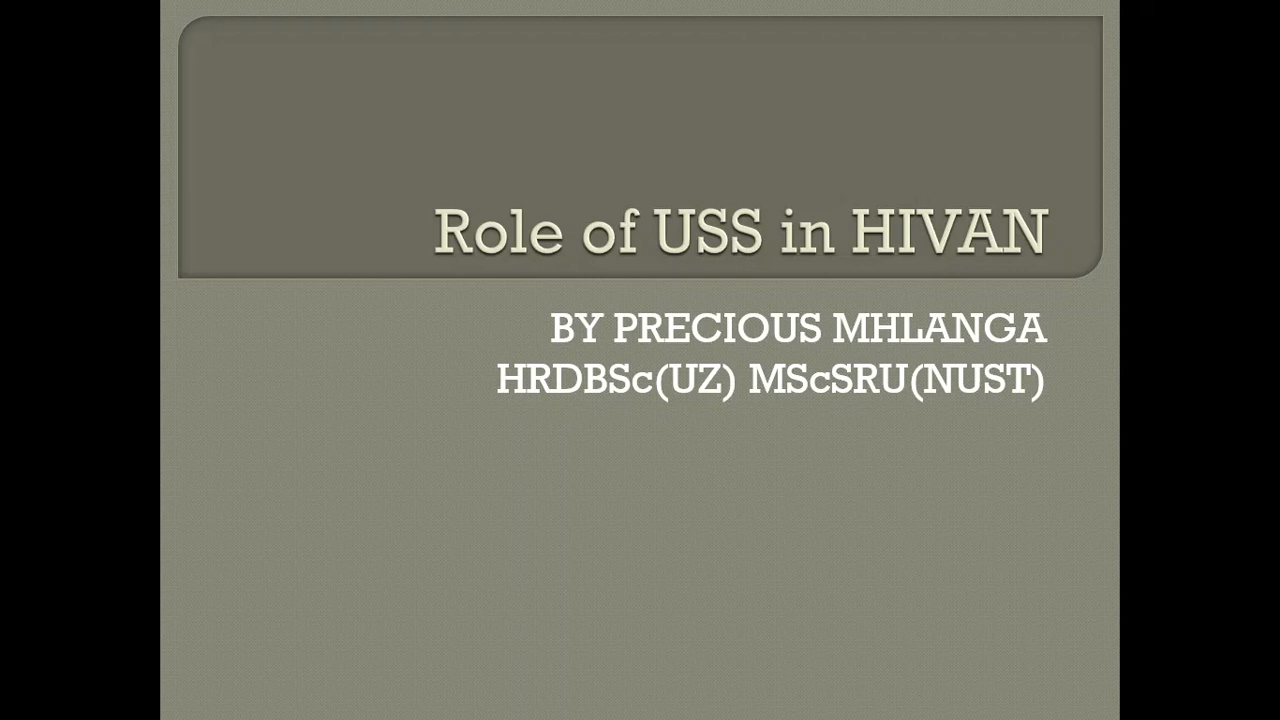 Role of USS in HIVAN
BY PRECIOUS MHLANGA
HRDBSc(UZ) MScSRU(NUST)